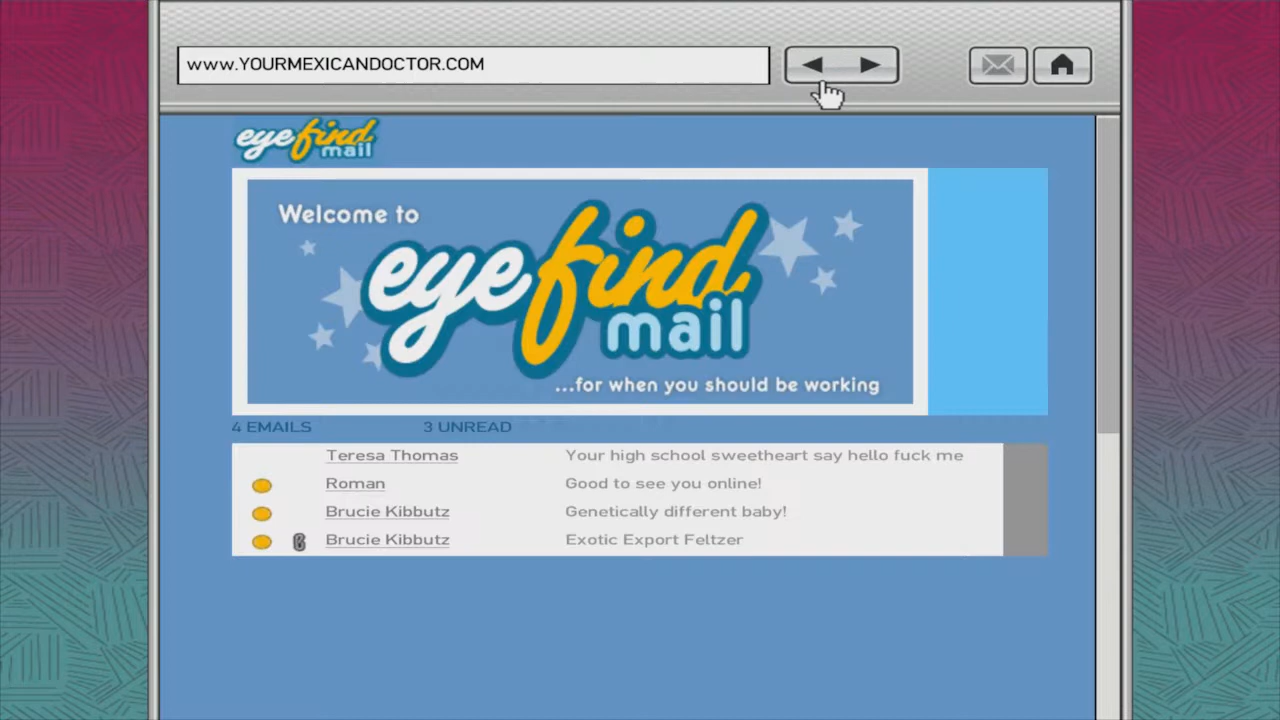 www.YOURMEXICANDOCTOR.COM
eyefind mail
Welcome to
eyefind mail
...for when you should be working
4 EMAILS 3 UNREAD
Teresa Thomas Your high school sweetheart say hello fuck me
Roman Good to see you online!
Brucie Kibbutz Genetically different baby!
Brucie Kibbutz Exotic Export Feltzer